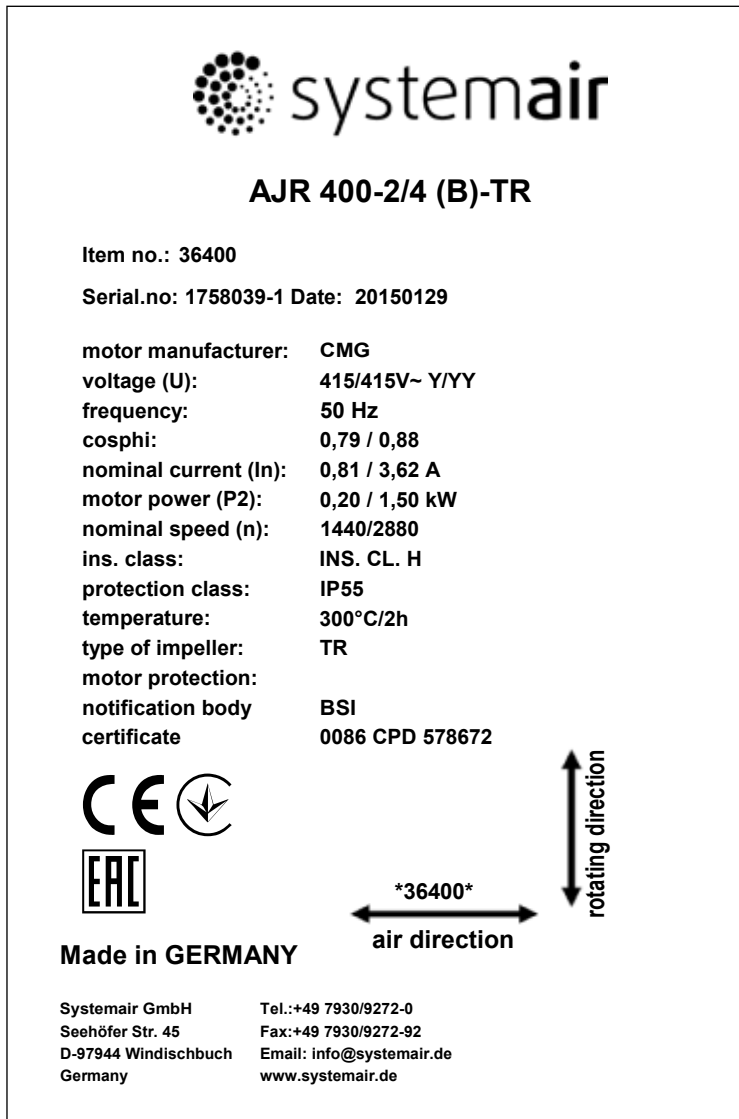 systemair
AJR 400-2/4 (B)-TR
Item no.: 36400
Serial.no: 1758039-1 Date: 20150129
motor manufacturer: CMG
voltage (U): 415/415V~ Y/YY
frequency: 50 Hz
cosphi: 0,79 / 0,88
nominal current (In): 0,81 / 3,62 A
motor power (P2): 0,20 / 1,50 kW
nominal speed (n): 1440/2880
ins. class: INS. CL. H
protection class: IP55
temperature: 300°C/2h
type of impeller: TR
motor protection:
notification body BSI
certificate 0086 CPD 578672
CE
EAC
rotating direction
*36400*
air direction
Made in GERMANY
Systemair GmbH Tel.:+49 7930/9272-0
Seehöfer Str. 45 Fax:+49 7930/9272-92
D-97944 Windischbuch Email: info@systemair.de
Germany www.systemair.de